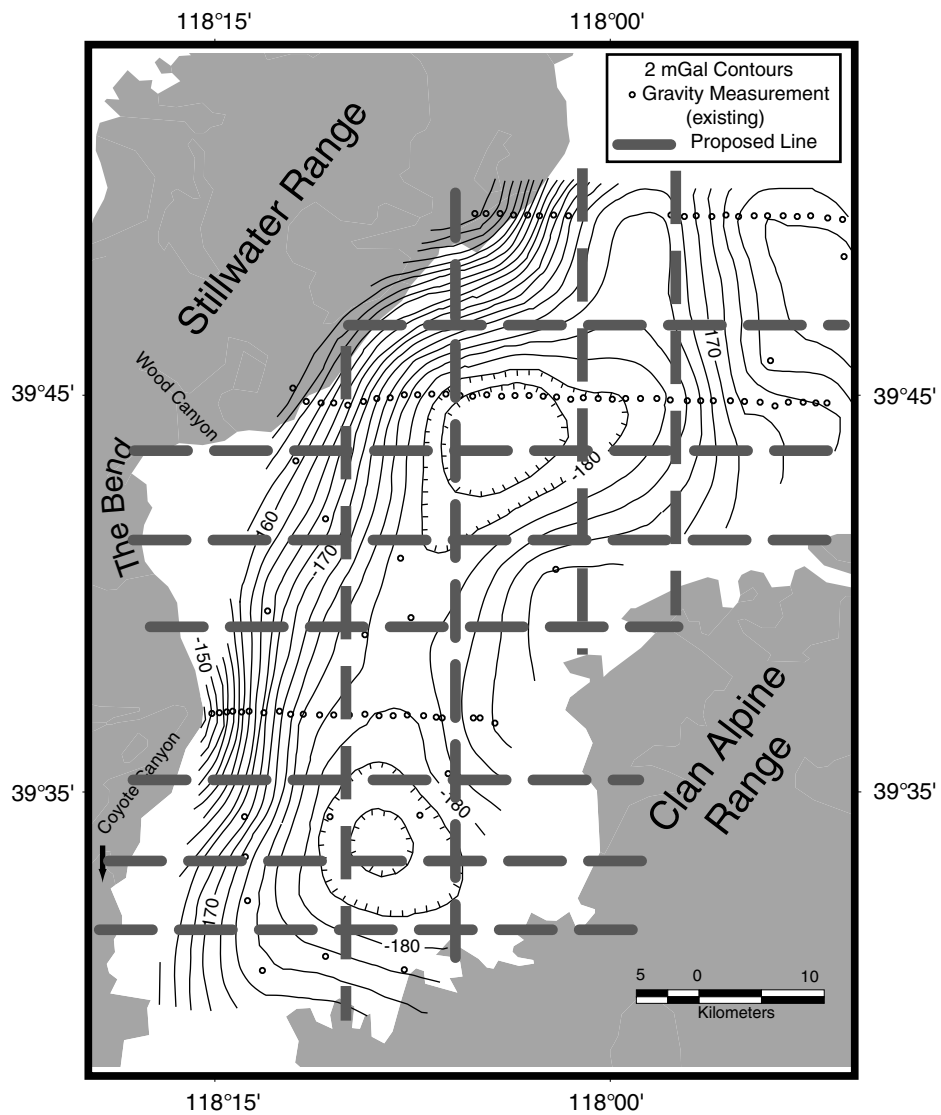 118°15'
118°00'
2 mGal Contours
Gravity Measurement
(existing)
Proposed Line
Stillwater Range
170
39°45'
39°45'
Wood Canyon
The Bend
-180
160
-170
-150
Clan Alpine
Range
Coyote Canyon
39°35'
39°35'
-180
170
-180
5
0
10
Kilometers
118°15'
118°00'